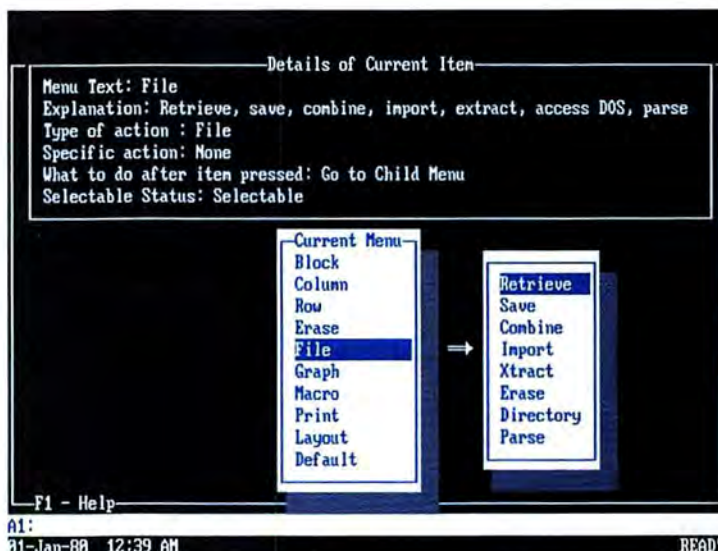 Details of Current Item
Menu Text: File
Explanation: Retrieve, save, combine, import, extract, access DOS, parse
Type of action : File
Specific action: None
What to do after item pressed: Go to Child Menu
Selectable Status: Selectable
Current Menu
Block
Column
Row
Erase
File
Graph
Macro
Print
Layout
Default
⇒
Retrieve
Save
Combine
Import
Xtract
Erase
Directory
Parse
F1 - Help
A1:
01-Jan-80 12:39 AM
READ